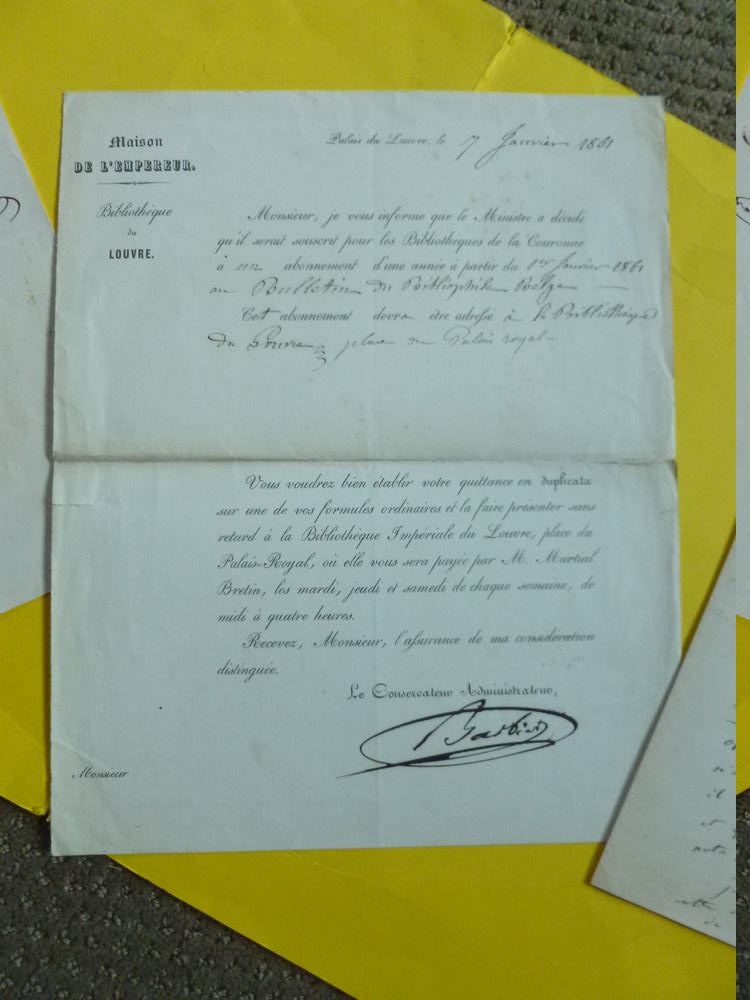 Maison
DE L'EMPEREUR.
Bibliothèque
du
LOUVRE.
Palais du Louvre, le 7 Janvier 1861
Monsieur, je vous informe que le Ministre a décidé
qu'il serait souscrit pour les Bibliothèques de la Couronne
à un abonnement d'une année à partir du 1er Janvier 1861
au Bulletin du Bibliophile Belge
Cet abonnement devra être adressé à la Bibliothèque
du Louvre, place du Palais royal
Vous voudrez bien établir votre quittance en duplicata
sur une de vos formules ordinaires et la faire présenter sans
retard à la Bibliothèque Impériale du Louvre, place du
Palais-Royal, où elle vous sera payée par M. Martial
Bretin, les mardi, jeudi et samedi de chaque semaine, de
midi à quatre heures.
Recevez, Monsieur, l'assurance de ma considération
distinguée.
Le Conservateur Administrateur,
Barbier
Monsieur
il
et